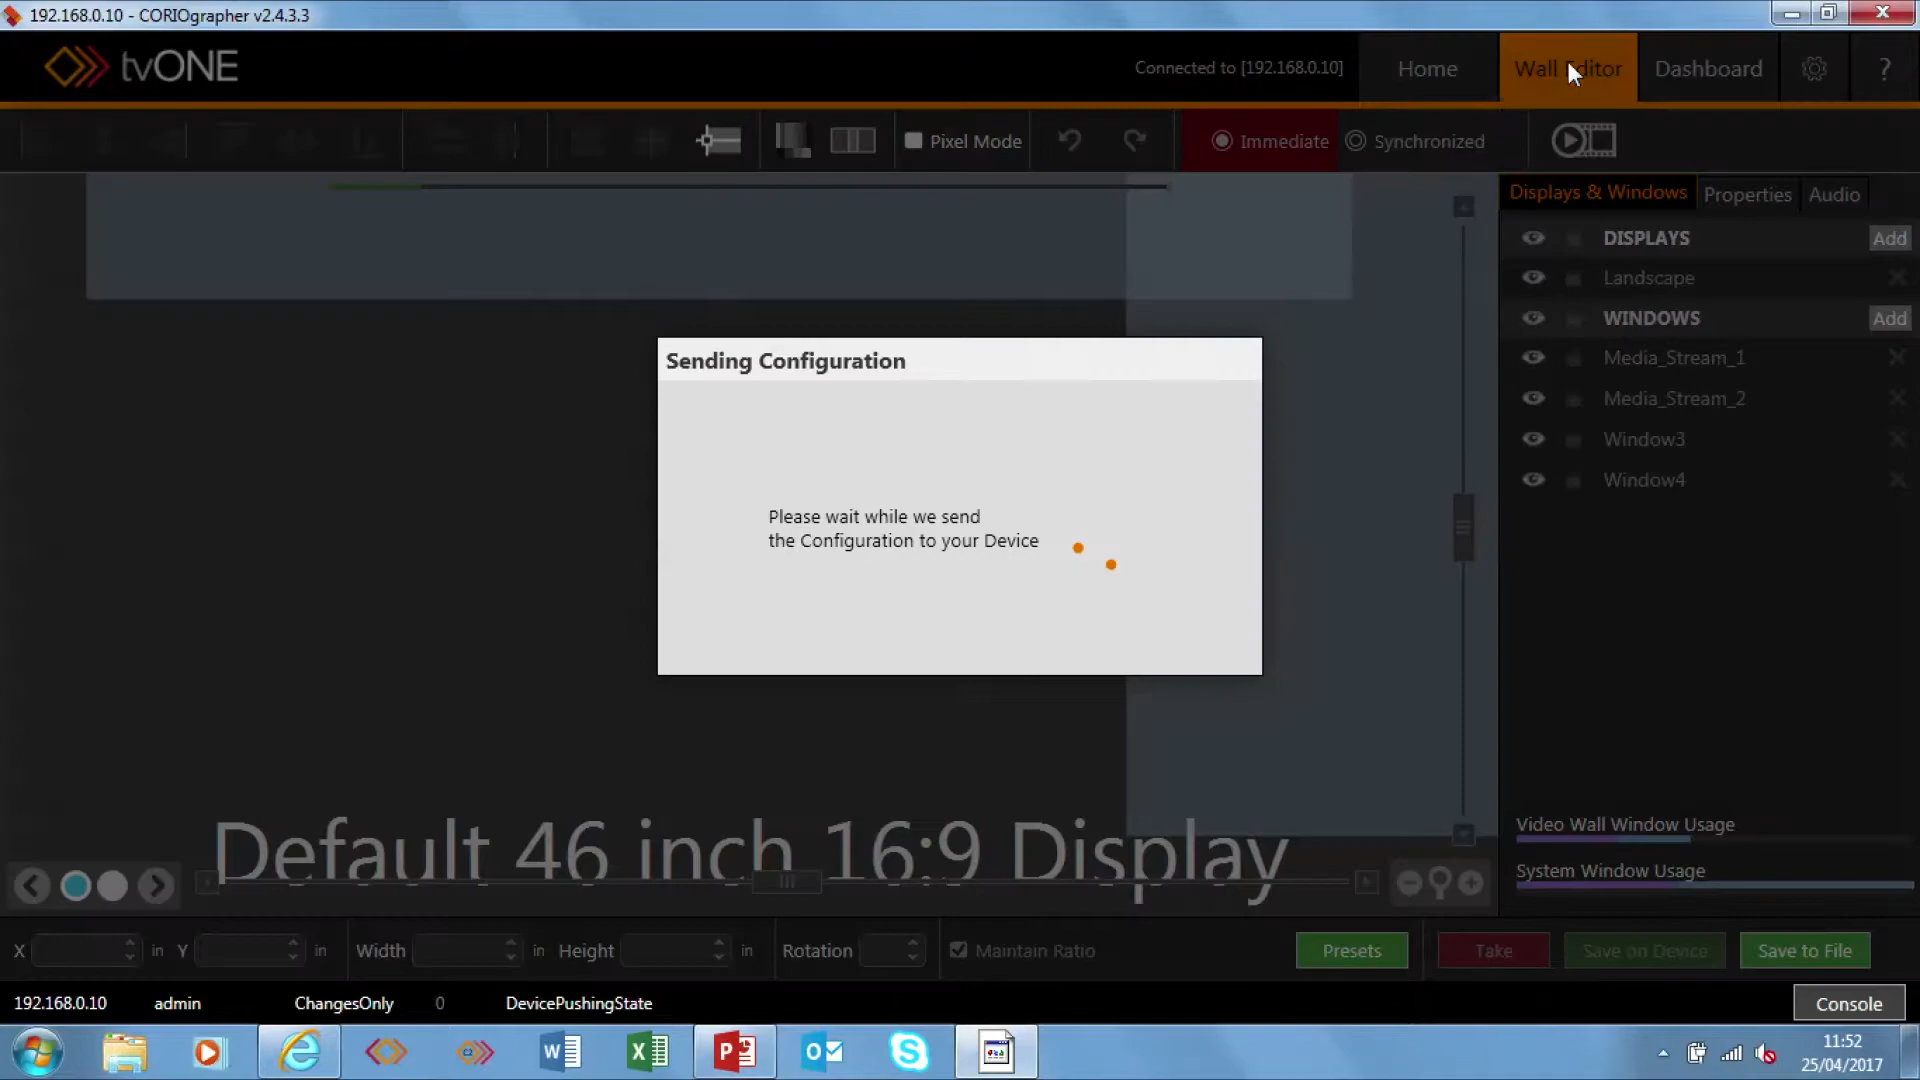 192.168.0.10 - CORIOgrapher v2.4.3.3
tvONE
Connected to [192.168.0.10]
Home
Wall Editor
Dashboard
?
Pixel Mode
Immediate
Synchronized
Displays & Windows
Properties
Audio
DISPLAYS
Add
Landscape
WINDOWS
Add
Media_Stream_1
Media_Stream_2
Window3
Window4
Sending Configuration
Please wait while we send
the Configuration to your Device
Default 46 inch 16:9 Display
Video Wall Window Usage
System Window Usage
X in Y in Width in Height in Rotation Maintain Ratio
Presets
Take
Save on Device
Save to File
192.168.0.10 admin ChangesOnly 0 DevicePushingState
Console
11:52
25/04/2017